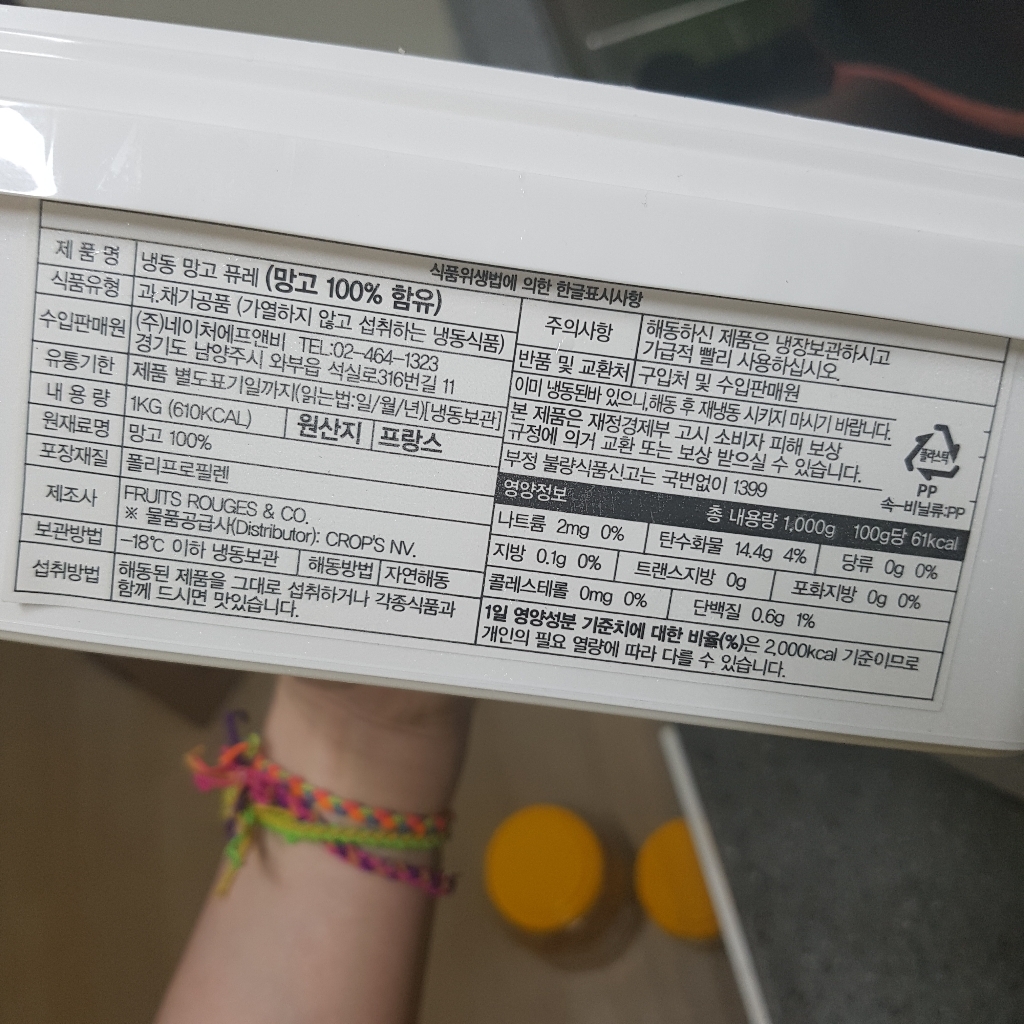 식품위생법에 의한 한글표시사항
제 품 명 냉동 망고 퓨레 (망고 100% 함유)
식품유형 과.채가공품 (가열하지 않고 섭취하는 냉동식품)
수입판매원 (주)네이처에프앤비 TEL:02-464-1323
경기도 남양주시 와부읍 석실로316번길 11
유통기한 제품 별도표기일까지(읽는법:일/월/년)[냉동보관]
내 용 량 1KG (610KCAL) 원산지 프랑스
원재료명 망고 100%
포장재질 폴리프로필렌
제조사 FRUITS ROUGES & CO.
※ 물품공급사(Distributor): CROP'S NV.
보관방법 -18℃ 이하 냉동보관 해동방법 자연해동
섭취방법 해동된 제품을 그대로 섭취하거나 각종식품과
함께 드시면 맛있습니다.
주의사항 해동하신 제품은 냉장보관하시고
가급적 빨리 사용하십시오.
반품 및 교환처 구입처 및 수입판매원
이미 냉동된바 있으니,해동 후 재냉동 시키지 마시기 바랍니다.
본 제품은 재정경제부 고시 소비자 피해 보상
규정에 의거 교환 또는 보상 받으실 수 있습니다.
부정 불량식품신고는 국번없이 1399
플라스틱
PP
속-비닐류:PP
영양정보 총 내용량 1,000g 100g당 61kcal
나트륨 2mg 0% 탄수화물 14.4g 4% 당류 0g 0%
지방 0.1g 0% 트랜스지방 0g 포화지방 0g 0%
콜레스테롤 0mg 0% 단백질 0.6g 1%
1일 영양성분 기준치에 대한 비율(%)은 2,000kcal 기준이므로
개인의 필요 열량에 따라 다를 수 있습니다.